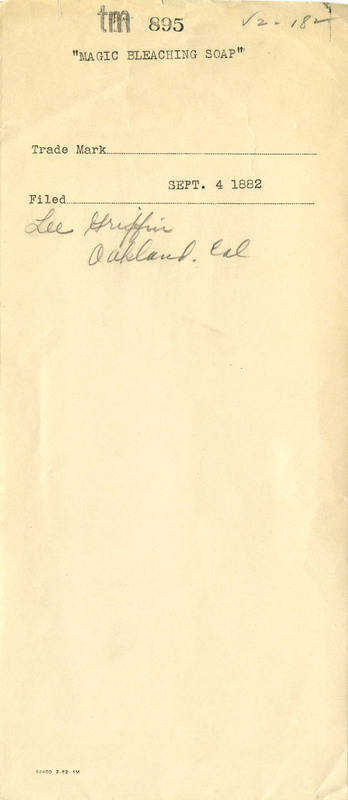 tm 895 V2-182
"MAGIC BLEACHING SOAP"
Trade Mark
SEPT. 4 1882
Filed
Lee Griffin
Oakland. Cal